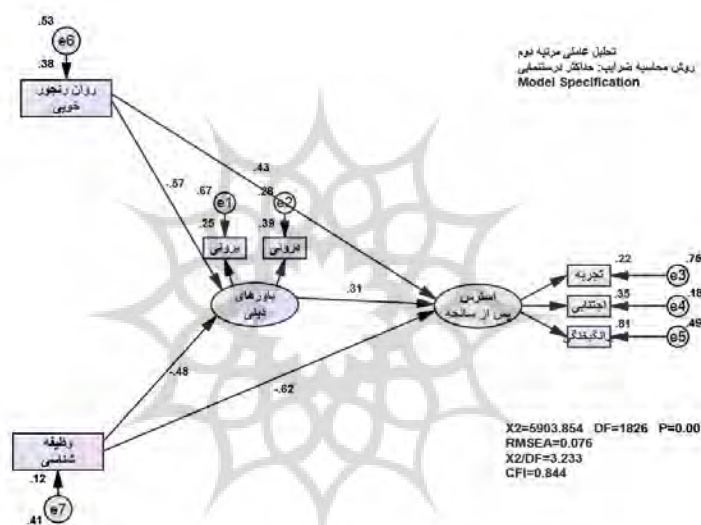 .53
e6
.38
روان رنجور
خویی
تحلیل عاملی مرتبه دوم
روش محاسبه ضرایب: حداکثر درستنمایی
Model Specification
.43
-.57
.67
e1
.28
e2
.25
.39
برونی
درونی
باورهای
دینی
.31
استرس
پس از سانحه
.22
تجربه
.75
e3
.35
اجتنابی
.18
e4
.81
.49
e5
-.48
-.62
وظیفه
شناسی
.12
e7
.41
X2=5903.854 DF=1826 P=0.00
RMSEA=0.076
X2/DF=3.233
CFI=0.844